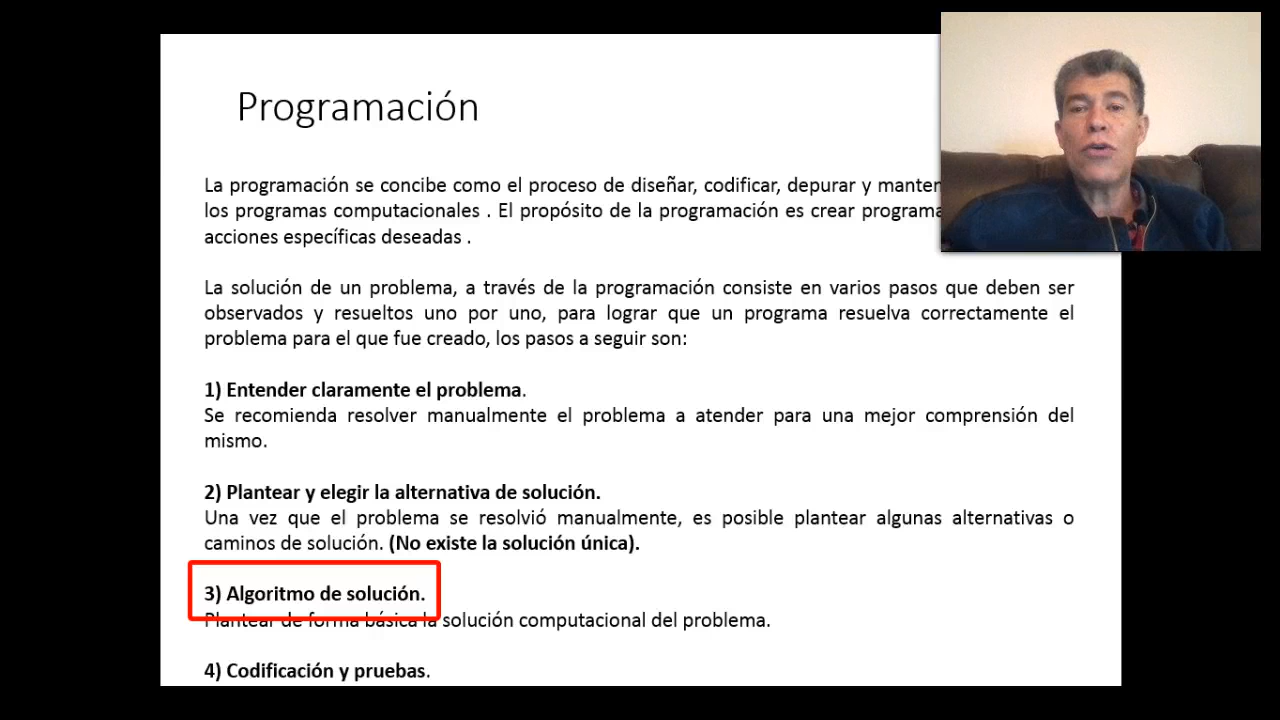 Programación
La programación se concibe como el proceso de diseñar, codificar, depurar y
los programas computacionales . El propósito de la programación es crear
acciones específicas deseadas .
La solución de un problema, a través de la programación consiste en varios pasos que deben ser
observados y resueltos uno por uno, para lograr que un programa resuelva correctamente el
problema para el que fue creado, los pasos a seguir son:
1) Entender claramente el problema.
Se recomienda resolver manualmente el problema a atender para una mejor comprensión del
mismo.
2) Plantear y elegir la alternativa de solución.
Una vez que el problema se resolvió manualmente, es posible plantear algunas alternativas o
caminos de solución. (No existe la solución única).
3) Algoritmo de solución.
Plantear de forma básica la solución computacional del problema.
4) Codificación y pruebas.